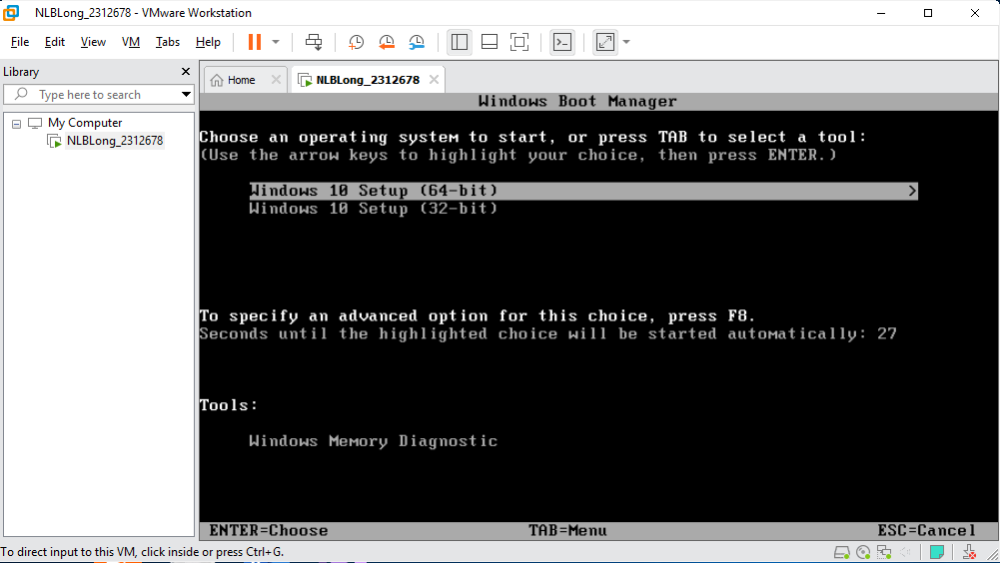 NLBLong_2312678 - VMware Workstation
File Edit View VM Tabs Help
Library
Home NLBLong_2312678
Type here to search
My Computer
NLBLong_2312678
Windows Boot Manager
Choose an operating system to start, or press TAB to select a tool:
(Use the arrow keys to highlight your choice, then press ENTER.)
Windows 10 Setup (64-bit) >
Windows 10 Setup (32-bit)
To specify an advanced option for this choice, press F8.
Seconds until the highlighted choice will be started automatically: 27
Tools:
Windows Memory Diagnostic
ENTER=Choose TAB=Menu ESC=Cancel
To direct input to this VM, click inside or press Ctrl+G.